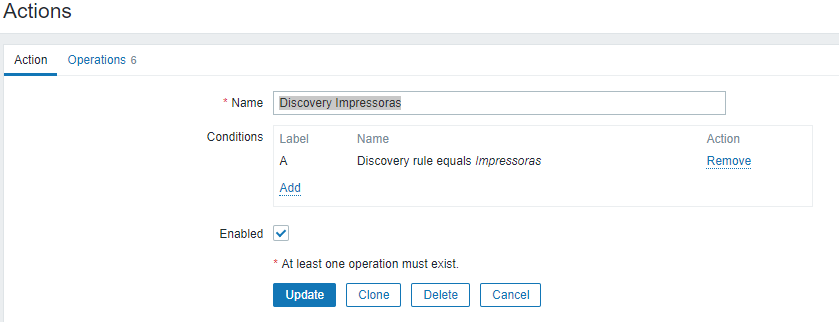 Actions
Action Operations 6
* Name Discovery Impressoras
Conditions Label Name Action
A Discovery rule equals Impressoras Remove
Add
Enabled
* At least one operation must exist.
Update Clone Delete Cancel